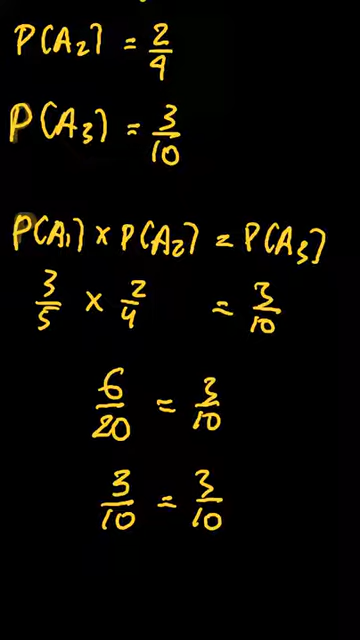 P(A₂) = 2/4
P(A₃) = 3/10
P(A₁) × P(A₂) = P(A₃)
3/5 × 2/4 = 3/10
6/20 = 3/10
3/10 = 3/10